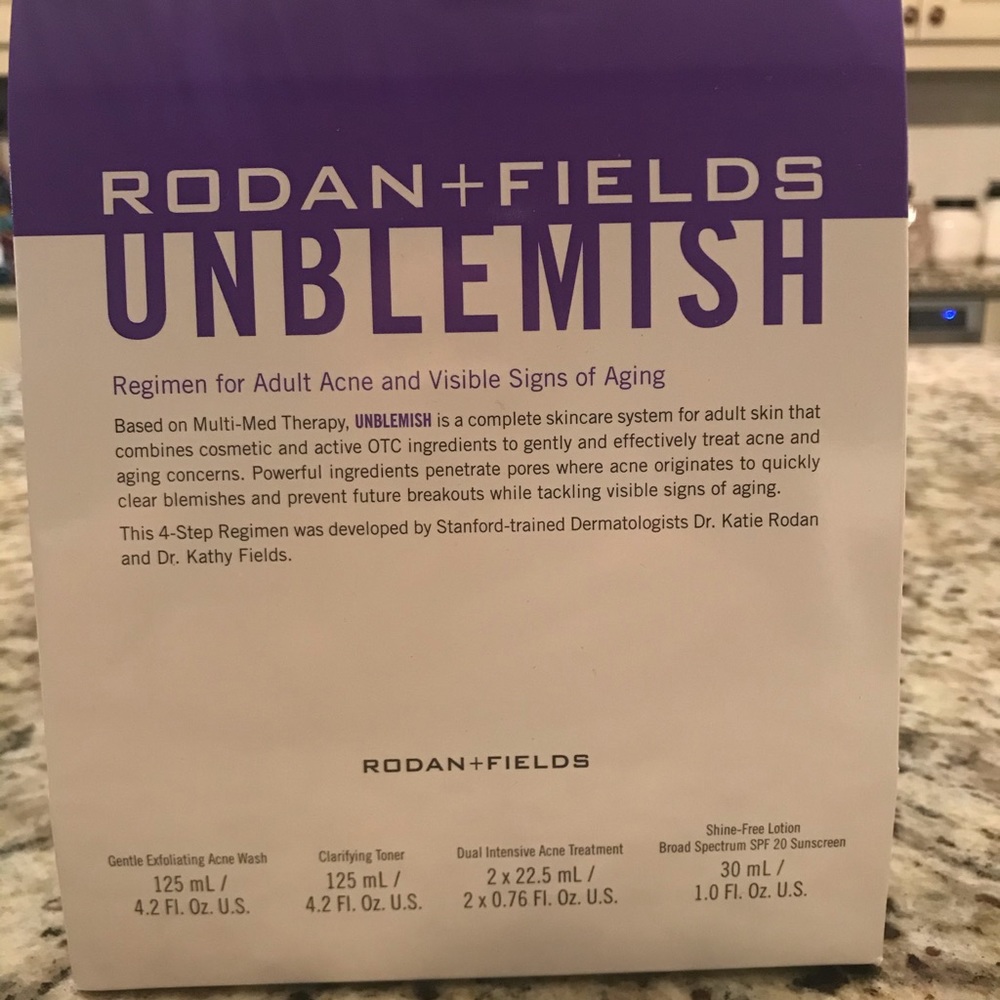 RODAN+FIELDS
UNBLEMISH
Regimen for Adult Acne and Visible Signs of Aging
Based on Multi-Med Therapy, UNBLEMISH is a complete skincare system for adult skin that
combines cosmetic and active OTC ingredients to gently and effectively treat acne and
aging concerns. Powerful ingredients penetrate pores where acne originates to quickly
clear blemishes and prevent future breakouts while tackling visible signs of aging.
This 4-Step Regimen was developed by Stanford-trained Dermatologists Dr. Katie Rodan
and Dr. Kathy Fields.
RODAN+FIELDS
Gentle Exfoliating Acne Wash
125 mL /
4.2 Fl. Oz. U.S.
Clarifying Toner
125 mL /
4.2 Fl. Oz. U.S.
Dual Intensive Acne Treatment
2 x 22.5 mL /
2 x 0.76 Fl. Oz. U.S.
Shine-Free Lotion
Broad Spectrum SPF 20 Sunscreen
30 mL /
1.0 Fl. Oz. U.S.